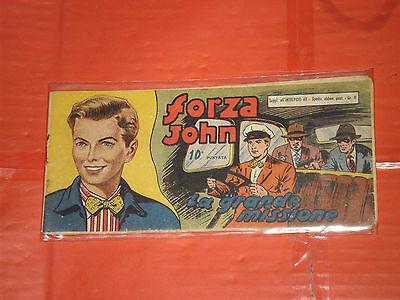 forza
John
10ª PUNTATA
La grande
missione